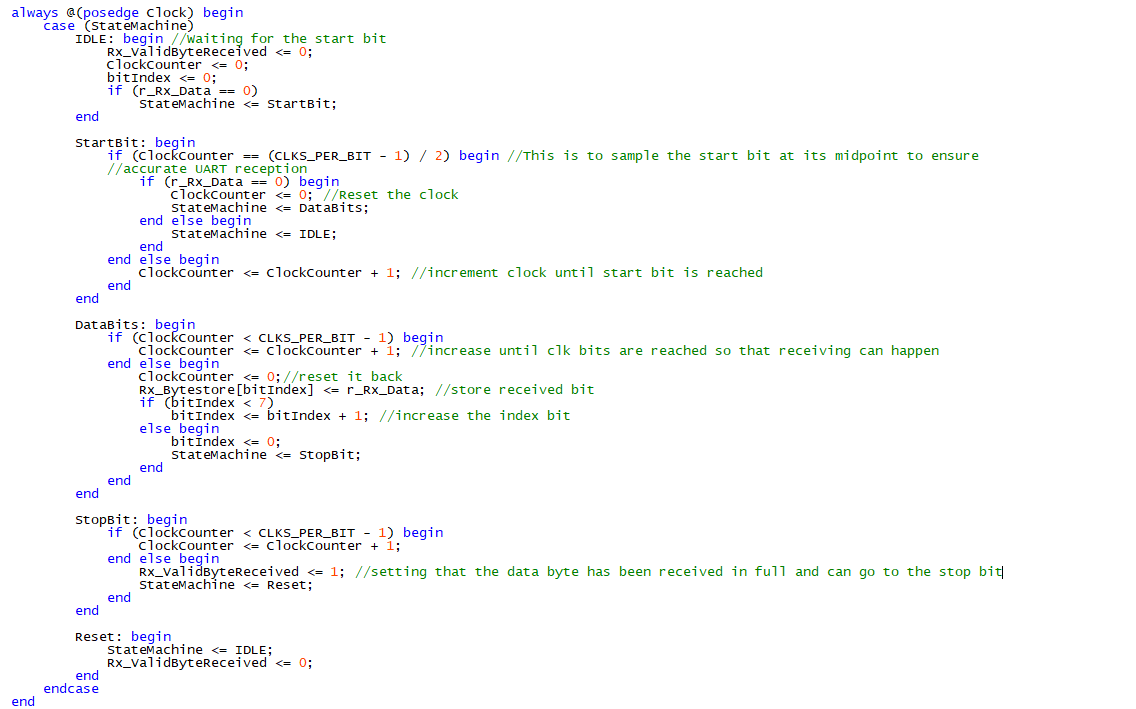 always @(posedge Clock) begin
    case (StateMachine)
        IDLE: begin //Waiting for the start bit
            Rx_ValidByteReceived <= 0;
            ClockCounter <= 0;
            bitIndex <= 0;
            if (r_Rx_Data == 0)
                StateMachine <= StartBit;
        end

        StartBit: begin
            if (ClockCounter == (CLKS_PER_BIT - 1) / 2) begin //This is to sample the start bit at its midpoint to ensure
            //accurate UART reception
                if (r_Rx_Data == 0) begin
                    ClockCounter <= 0; //Reset the clock
                    StateMachine <= DataBits;
                end else begin
                    StateMachine <= IDLE;
                end
            end else begin
                ClockCounter <= ClockCounter + 1; //increment clock until start bit is reached
            end
        end

        DataBits: begin
            if (ClockCounter < CLKS_PER_BIT - 1) begin
                ClockCounter <= ClockCounter + 1; //increase until clk bits are reached so that receiving can happen
            end else begin
                ClockCounter <= 0;//reset it back
                Rx_Bytestore[bitIndex] <= r_Rx_Data; //store received bit
                if (bitIndex < 7)
                    bitIndex <= bitIndex + 1; //increase the index bit
                else begin
                    bitIndex <= 0;
                    StateMachine <= StopBit;
                end
            end
        end

        StopBit: begin
            if (ClockCounter < CLKS_PER_BIT - 1) begin
                ClockCounter <= ClockCounter + 1;
            end else begin
                Rx_ValidByteReceived <= 1; //setting that the data byte has been received in full and can go to the stop bit
                StateMachine <= Reset;
            end
        end

        Reset: begin
            StateMachine <= IDLE;
            Rx_ValidByteReceived <= 0;
        end
    endcase
end